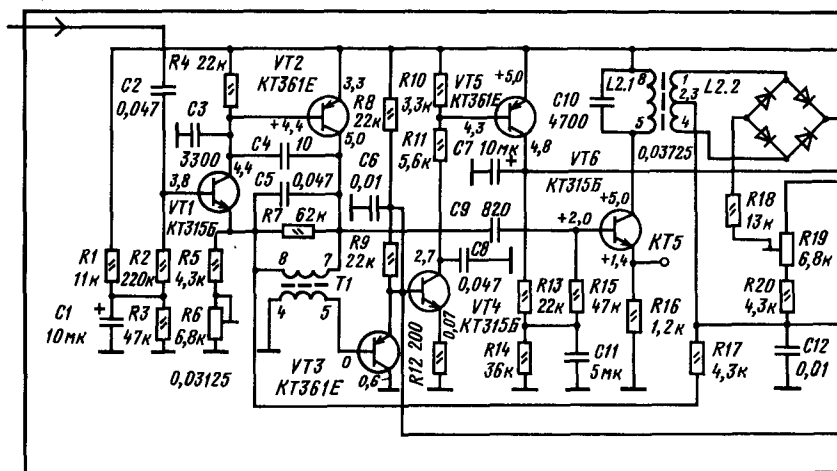 R4 22к
C2
0,047
C3
3300
VT2
КТ361Е
3,3
+4,4
5,0
C4
10
C5
0,047
4,4
3,8
VT1
КТ315Б
R7
62к
R8
22к
C6
0,01
R9
22к
R10
3,3к
R11
5,6к
VT5
КТ361Е
+5,0
4,3
4,8
C7
10мк
+
VT6
КТ315Б
C9
820
+2,0
+5,0
+1,4
КТ5
C10
4700
L2.1
8
5
1
2,3
4
L2.2
0,03725
R18
13к
R19
6,8к
R20
4,3к
R1
11к
R2
220к
R5
4,3к
C1
10мк
+
R3
47к
R6
6,8к
0,03125
8
7
T1
4
5
VT3
КТ361Е
0
0,6
2,7
C8
0,047
VT4
КТ315Б
0,07
R12 200
R13
22к
R14
36к
R15
47к
C11
5мк
R16
1,2к
R17
4,3к
C12
0,01